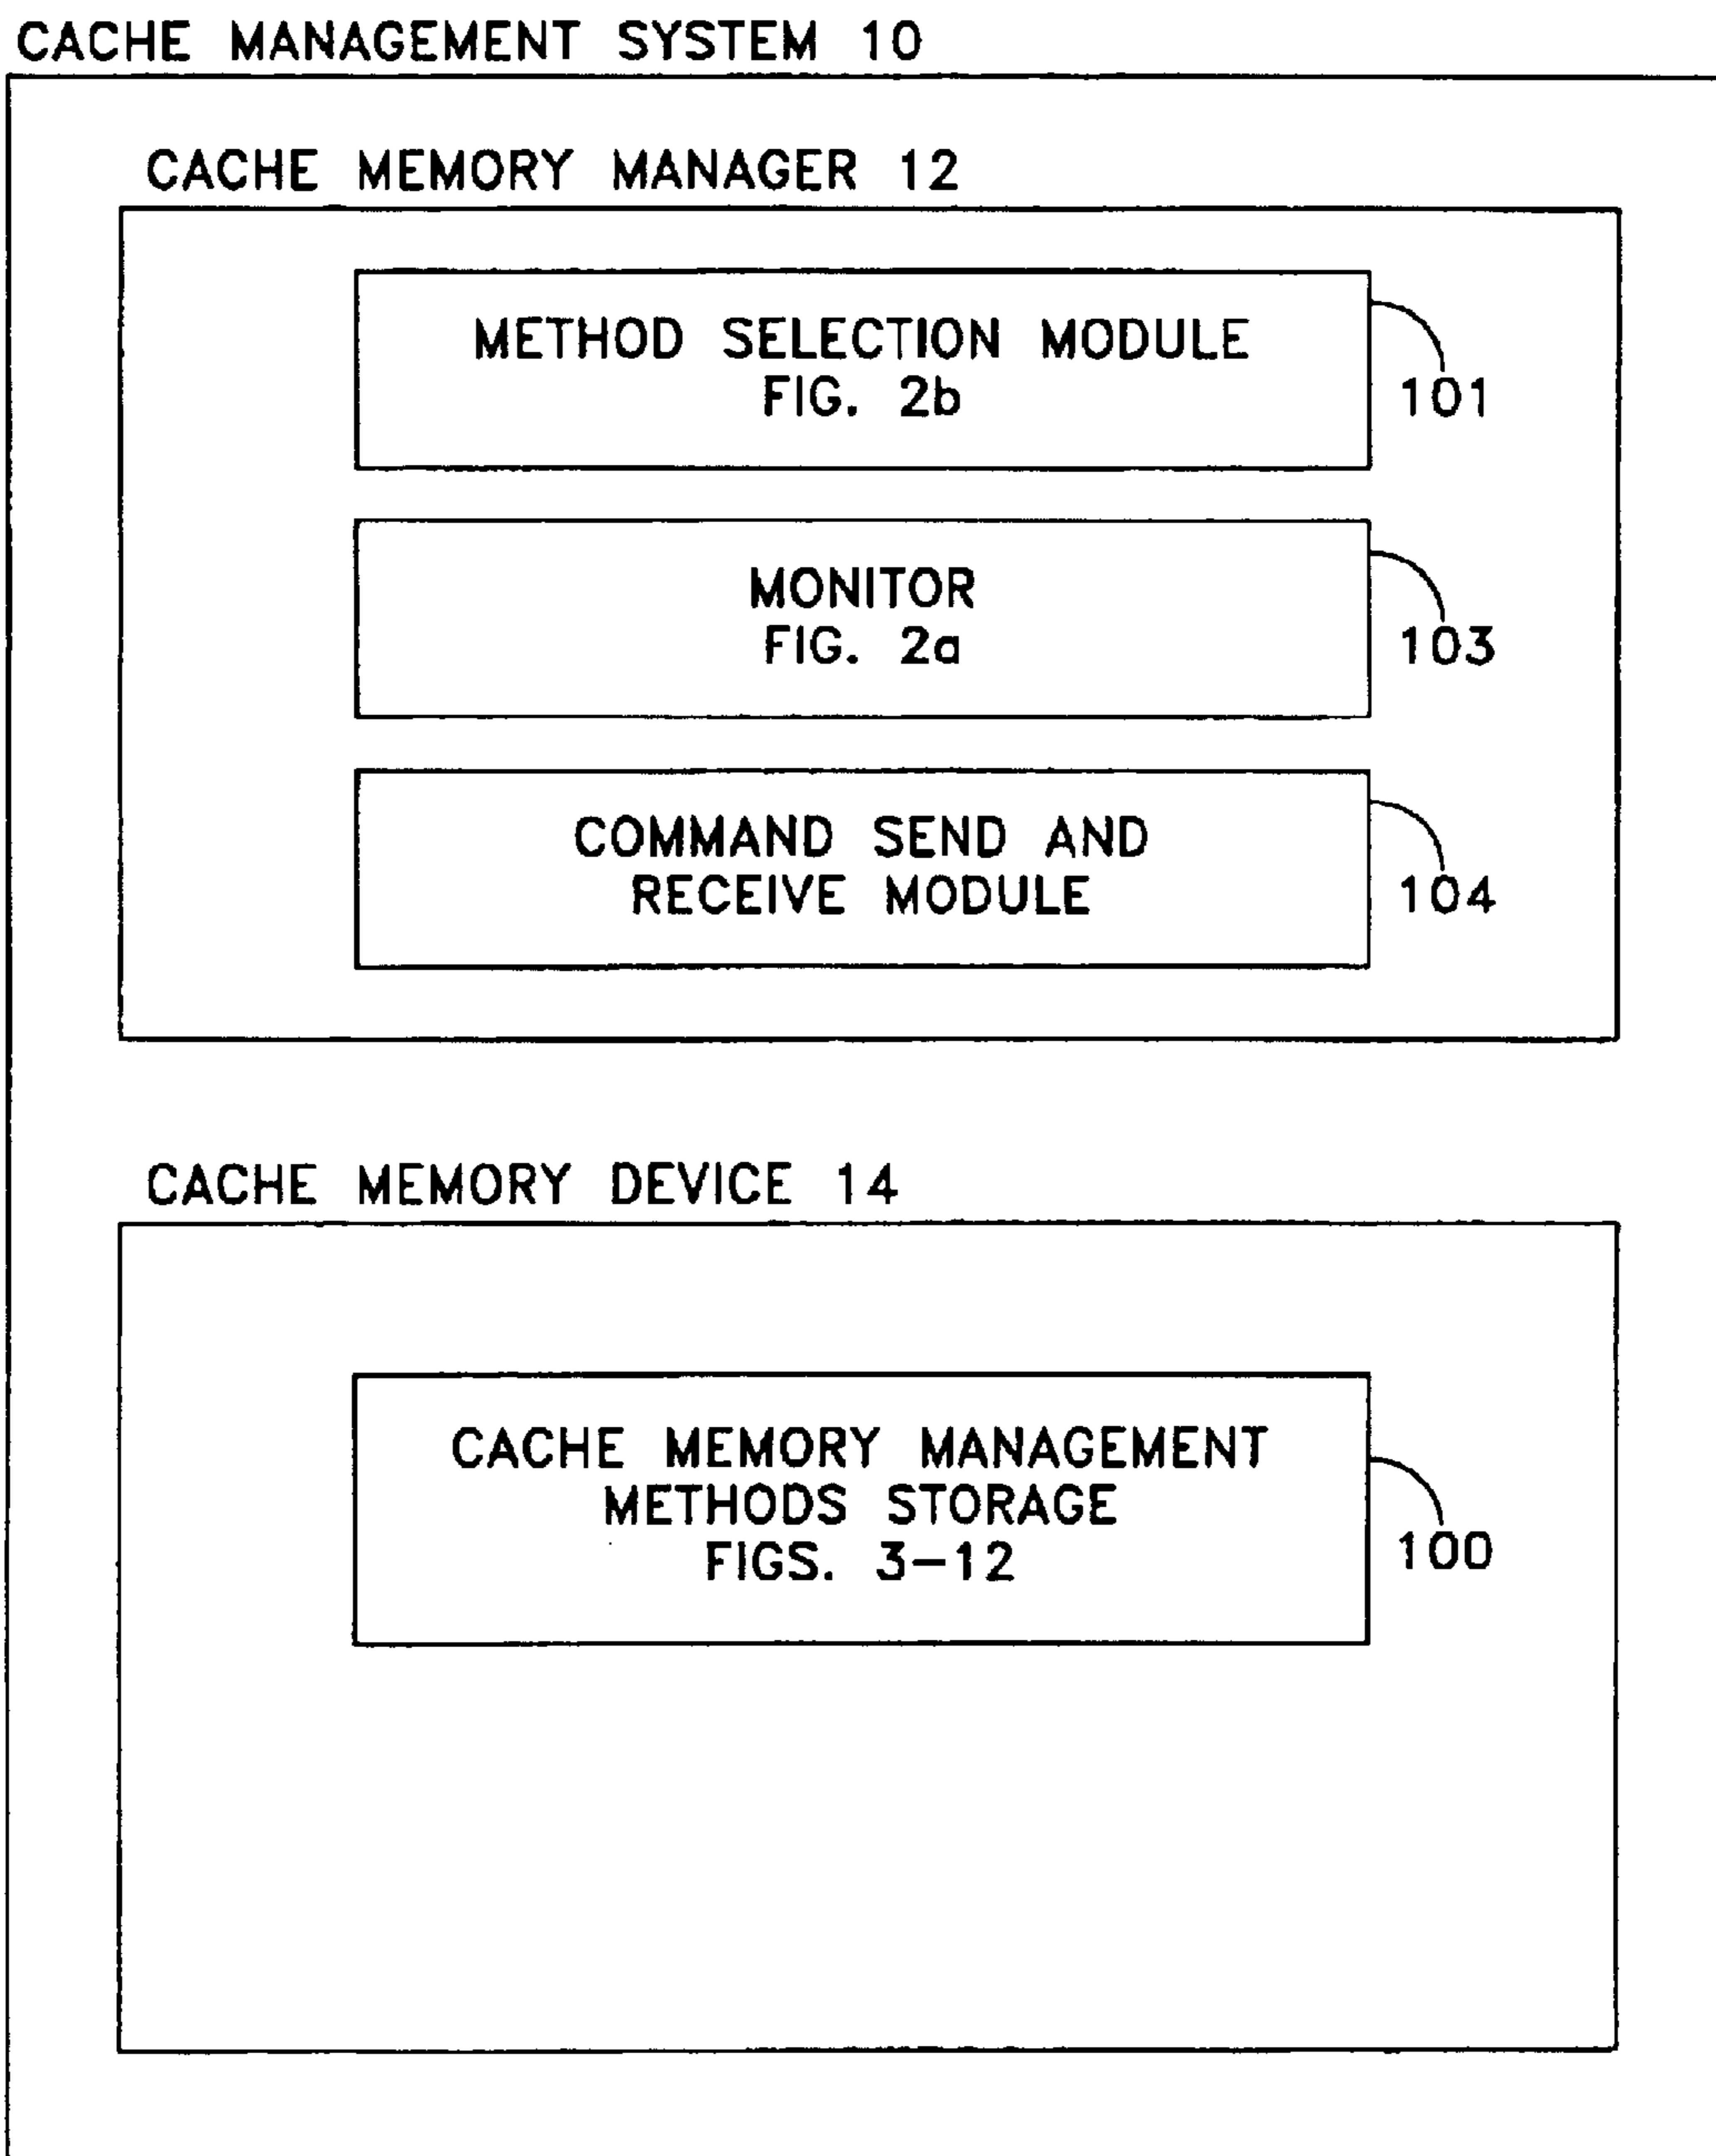 CACHE MANAGEMENT SYSTEM 10
CACHE MEMORY MANAGER 12
METHOD SELECTION MODULE
FIG. 2b
101
MONITOR
FIG. 2a
103
COMMAND SEND AND
RECEIVE MODULE
104
CACHE MEMORY DEVICE 14
CACHE MEMORY MANAGEMENT
METHODS STORAGE
FIGS. 3-12
100